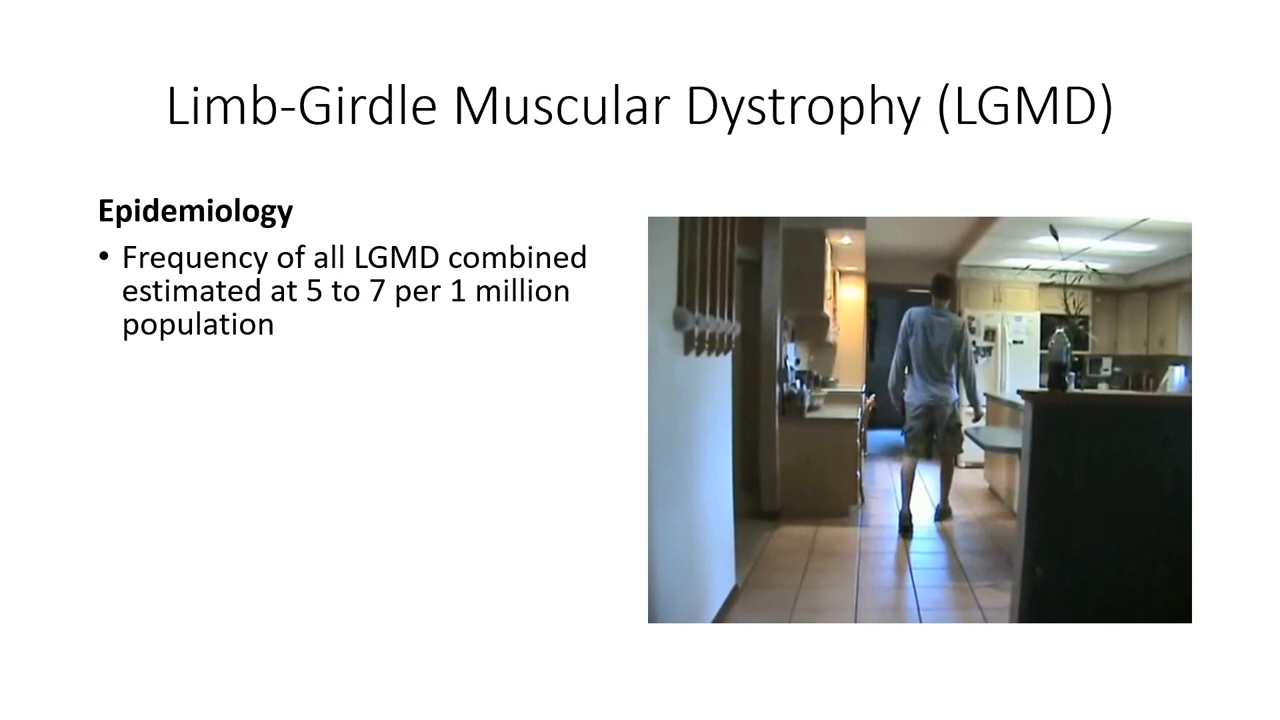 Limb-Girdle Muscular Dystrophy (LGMD)
Epidemiology
• Frequency of all LGMD combined
estimated at 5 to 7 per 1 million
population